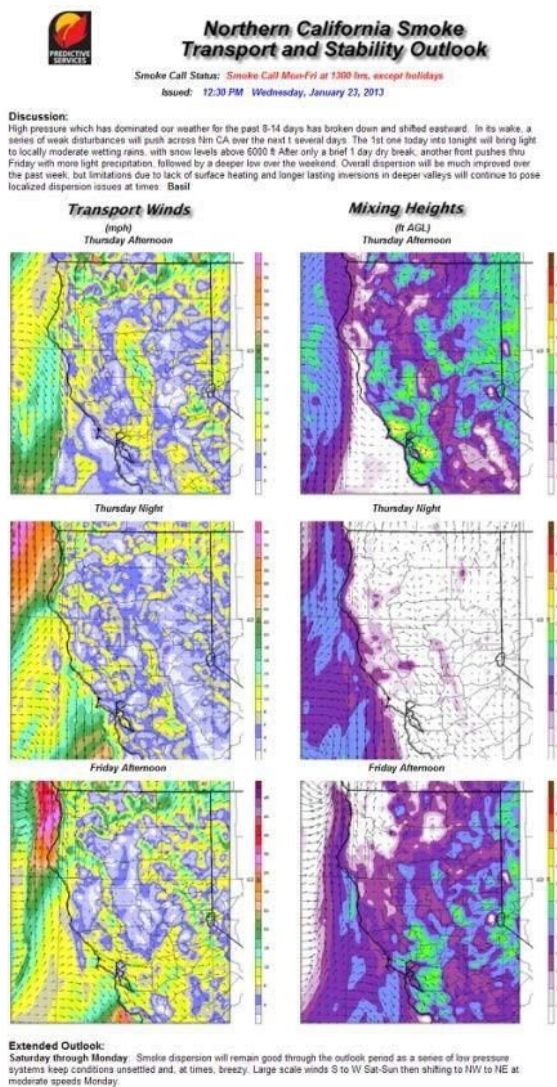 PREDICTIVE
SERVICES
Northern California Smoke
Transport and Stability Outlook
Smoke Call Status: Smoke Call Mon-Fri at 1300 hrs, except holidays
Issued: 12:30 PM Wednesday, January 23, 2013
Discussion:
High pressure which has dominated our weather for the past 8-14 days has broken down and shifted eastward. In its wake, a
series of weak disturbances will push across Nrn CA over the next t several days. The 1st one today into tonight will bring light
to locally moderate wetting rains, with snow levels above 6000 ft After only a brief 1 day dry break, another front pushes thru
Friday with more light precipitation, followed by a deeper low over the weekend. Overall dispersion will be much improved over
the past week, but limitations due to lack of surface heating and longer lasting inversions in deeper valleys will continue to pose
localized dispersion issues at times. Basil
Transport Winds
(mph)
Thursday Afternoon
Mixing Heights
(ft AGL)
Thursday Afternoon
Thursday Night
Thursday Night
Friday Afternoon
Friday Afternoon
Extended Outlook:
Saturday through Monday: Smoke dispersion will remain good through the outlook period as a series of low pressure
systems keep conditions unsettled and, at times, breezy. Large scale winds S to W Sat-Sun then shifting to NW to NE at
moderate speeds Monday.